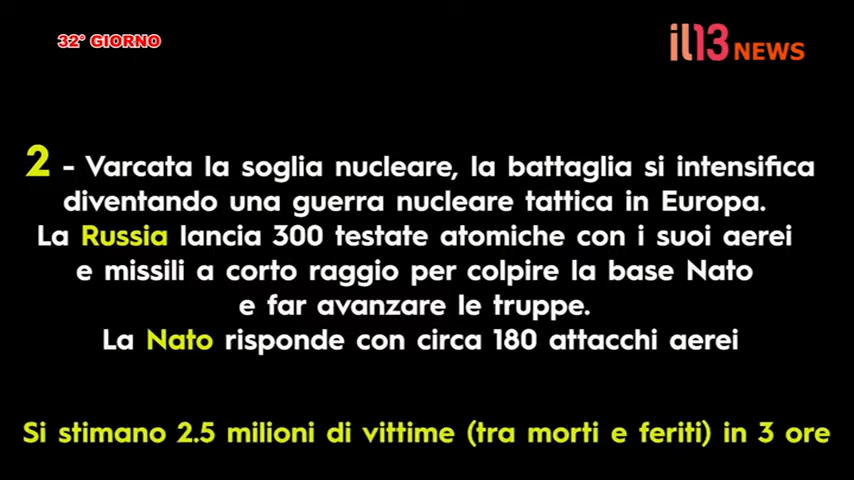 32° GIORNO
il13 NEWS
2 - Varcata la soglia nucleare, la battaglia si intensifica
diventando una guerra nucleare tattica in Europa.
La Russia lancia 300 testate atomiche con i suoi aerei
e missili a corto raggio per colpire la base Nato
e far avanzare le truppe.
La Nato risponde con circa 180 attacchi aerei
Si stimano 2.5 milioni di vittime (tra morti e feriti) in 3 ore